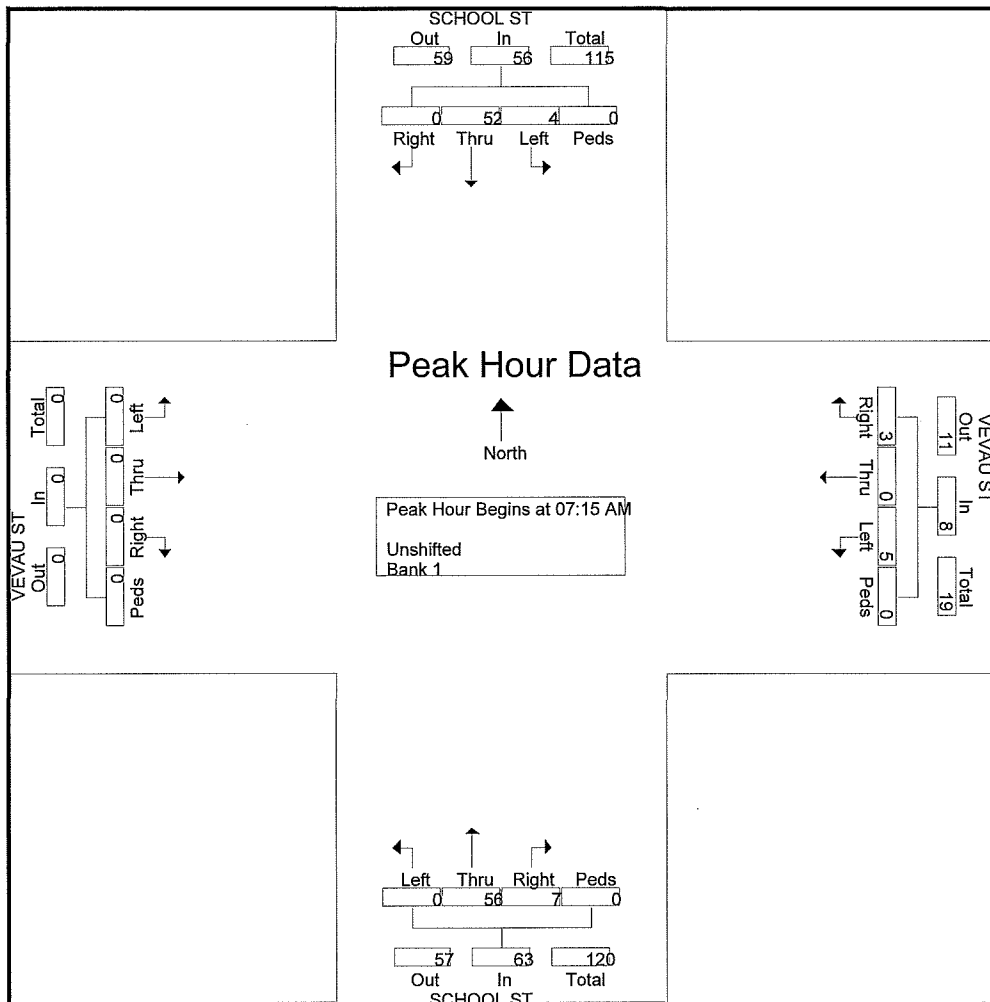 SCHOOL ST
Out In Total
59 56 115
0 52 4 0
Right Thru Left Peds
Peak Hour Data
North
Peak Hour Begins at 07:15 AM
Unshifted
Bank 1
VEVAU ST
Out In Total
0 0 0
0 0 0 0
Left Thru Right Peds
VEVAU ST
Out In Total
11 8 19
3 0 5 0
Right Thru Left Peds
Left Thru Right Peds
0 56 7 0
57 63 120
Out In Total
SCHOOL ST